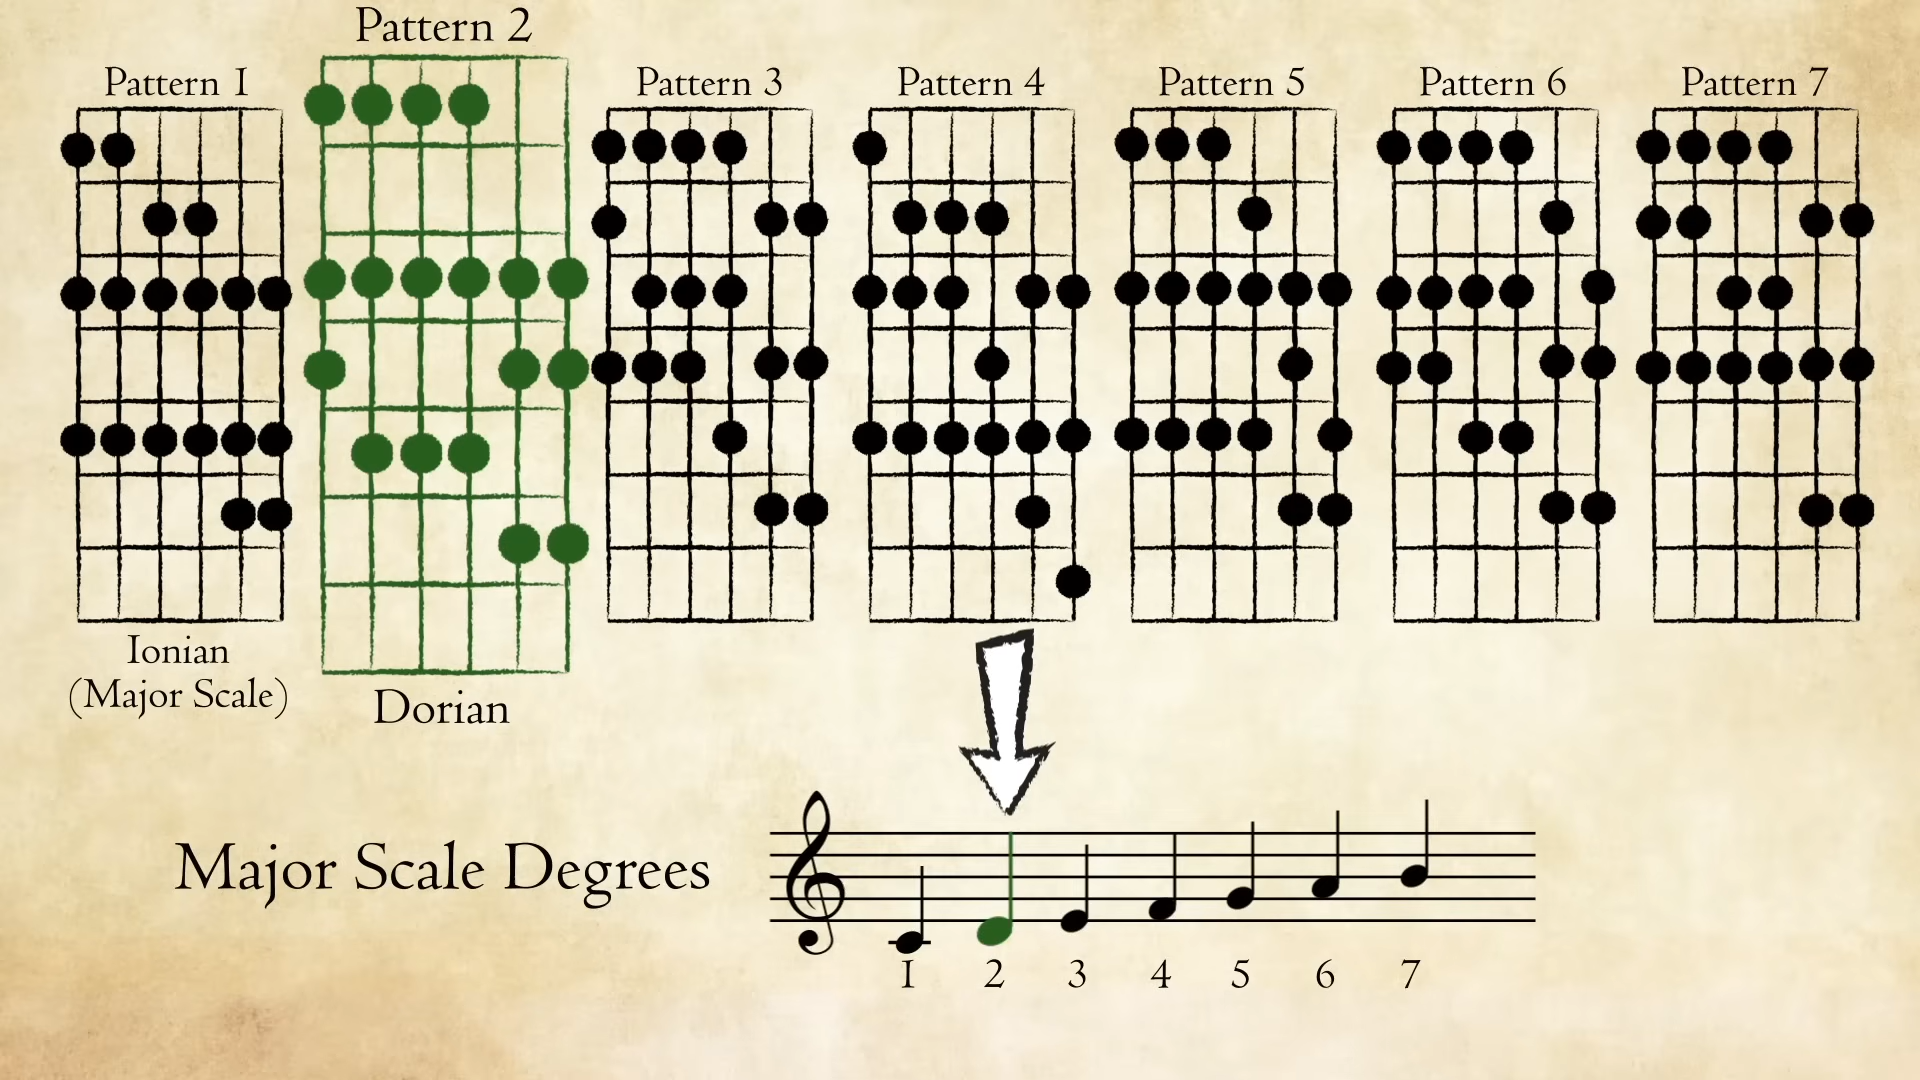 Pattern 1
Pattern 2
Pattern 3
Pattern 4
Pattern 5
Pattern 6
Pattern 7
Ionian
(Major Scale)
Dorian
Major Scale Degrees
1 2 3 4 5 6 7